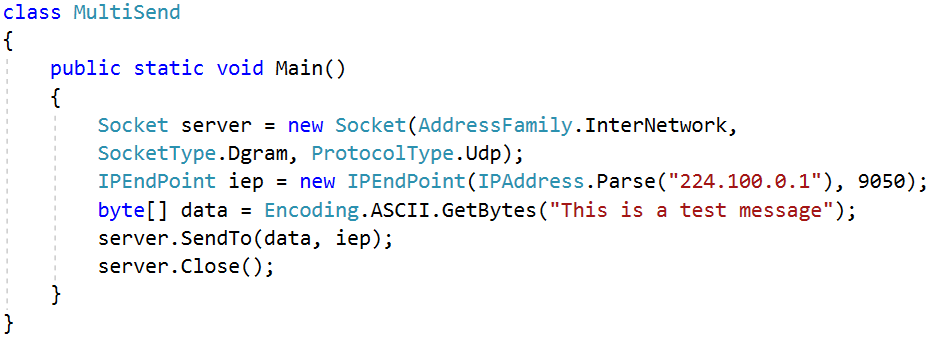 class MultiSend
{
    public static void Main()
    {
        Socket server = new Socket(AddressFamily.InterNetwork,
        SocketType.Dgram, ProtocolType.Udp);
        IPEndPoint iep = new IPEndPoint(IPAddress.Parse("224.100.0.1"), 9050);
        byte[] data = Encoding.ASCII.GetBytes("This is a test message");
        server.SendTo(data, iep);
        server.Close();
    }
}